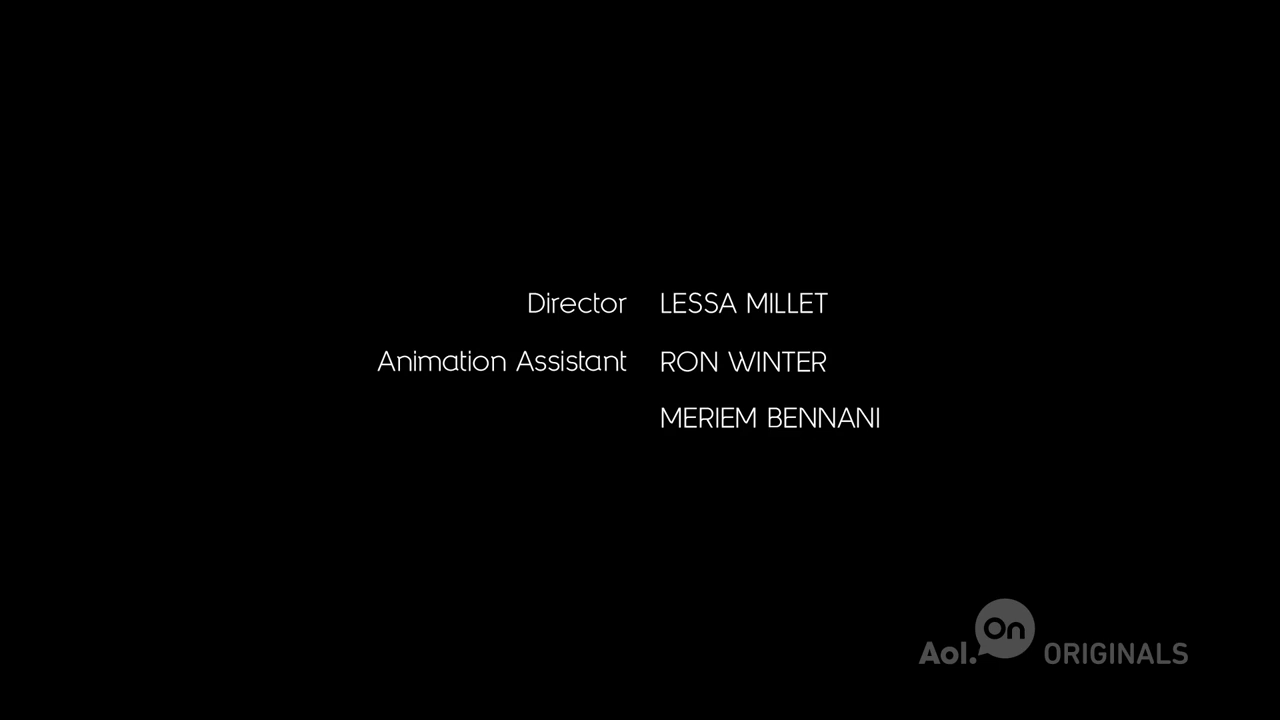 Director LESSA MILLET
Animation Assistant RON WINTER
MERIEM BENNANI
Aol. On ORIGINALS